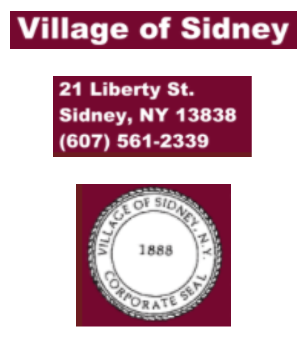 Village of Sidney
21 Liberty St.
Sidney, NY 13838
(607) 561-2339
VILLAGE OF SIDNEY, N.Y.
1888
CORPORATE SEAL